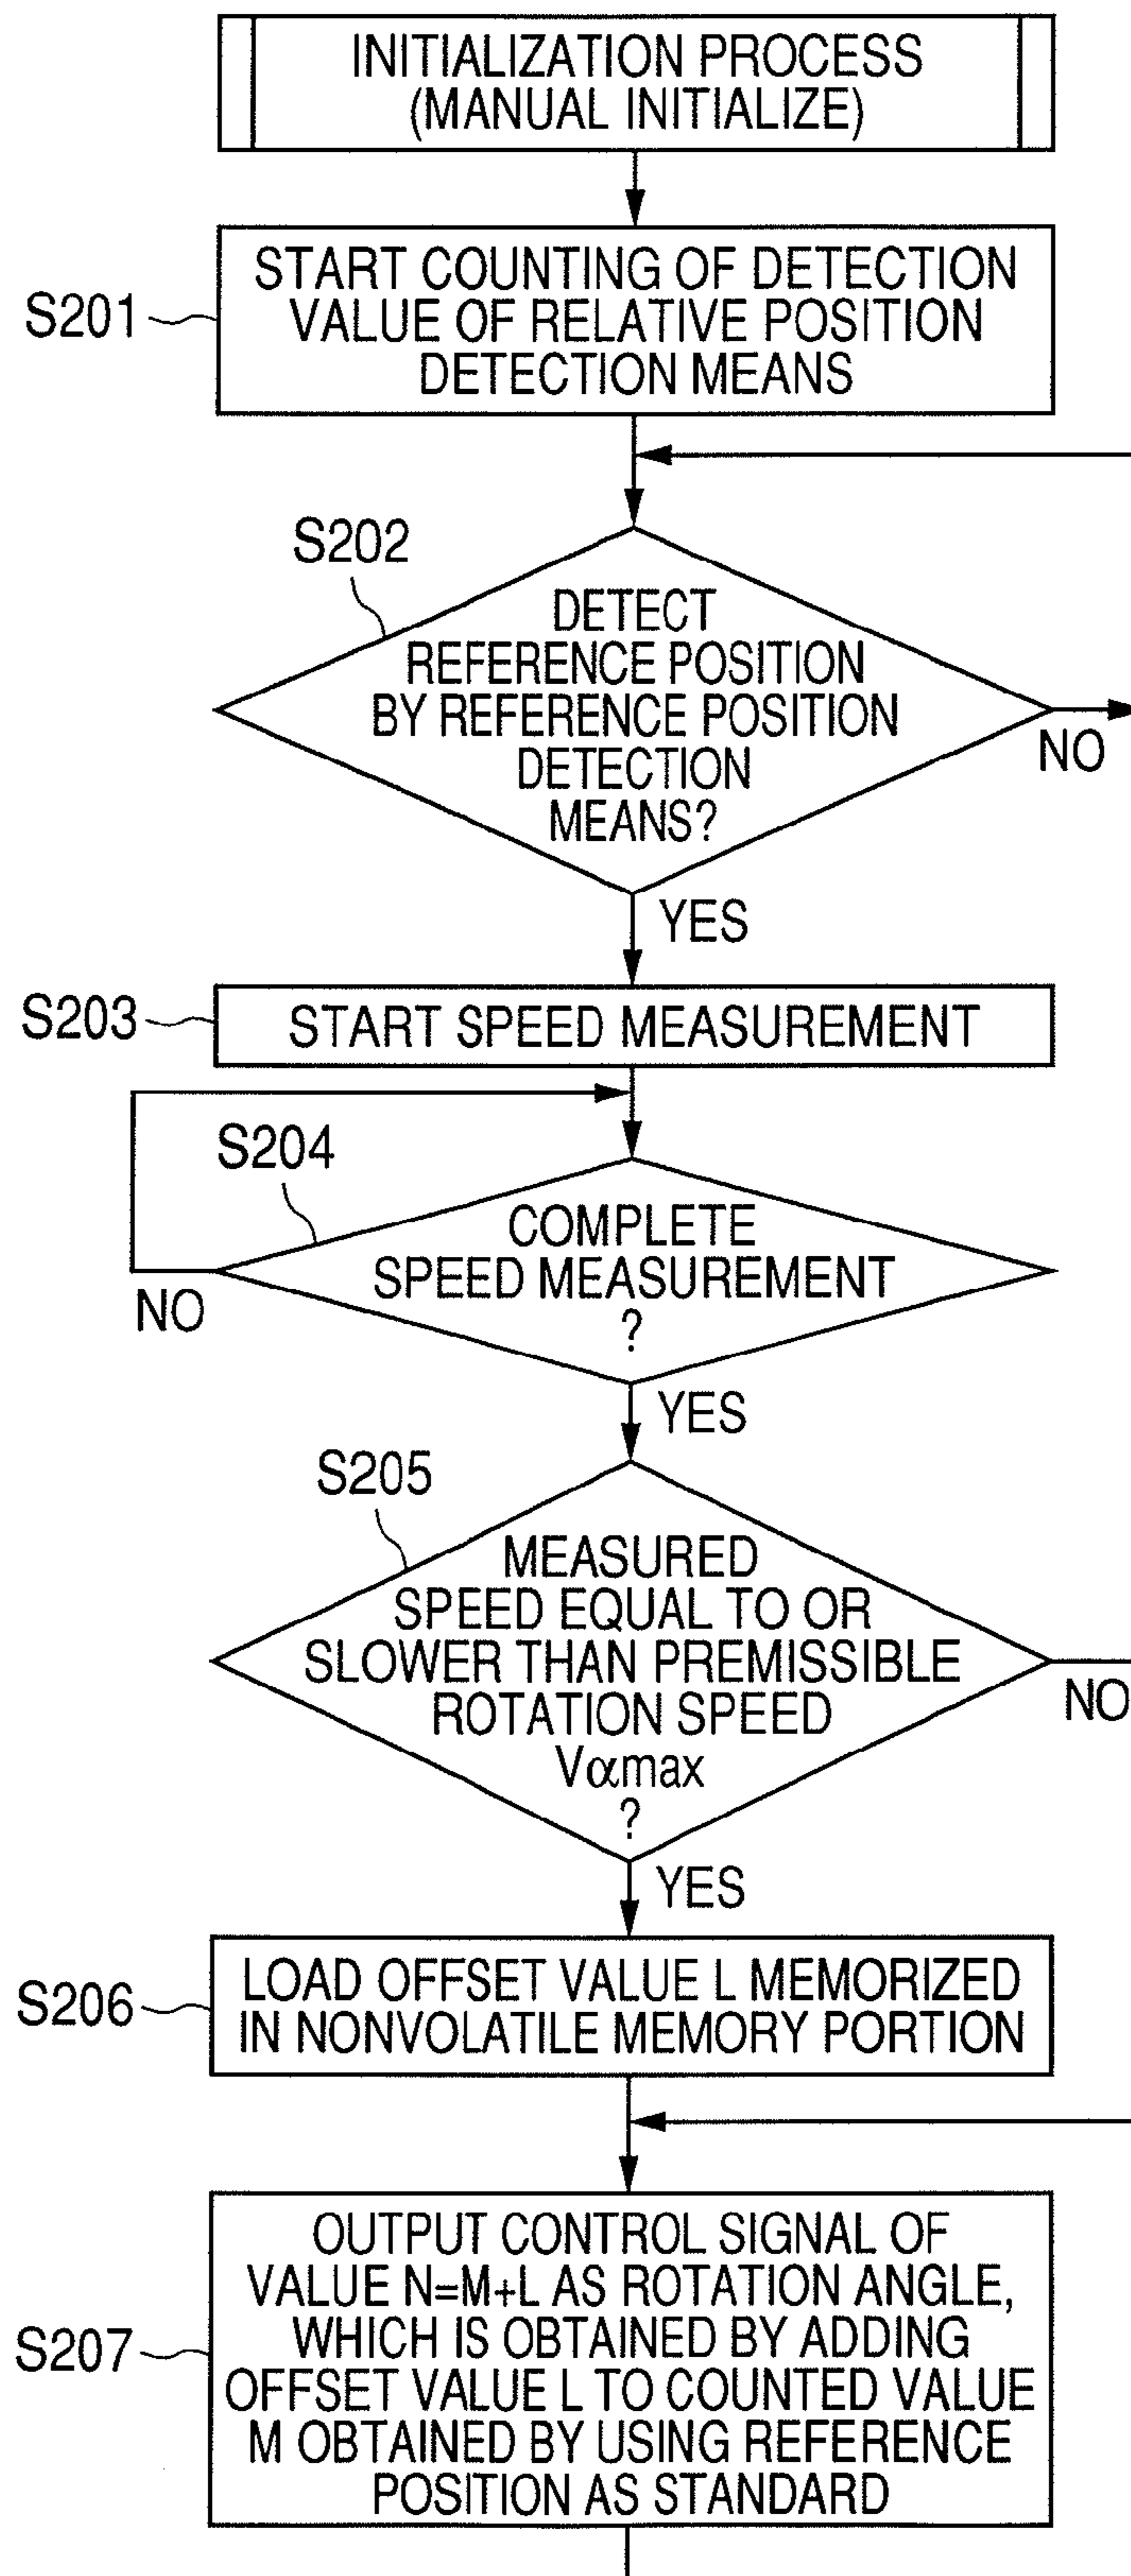 INITIALIZATION PROCESS
(MANUAL INITIALIZE)
START COUNTING OF DETECTION
VALUE OF RELATIVE POSITION
DETECTION MEANS
S201
S202
DETECT
REFERENCE POSITION
BY REFERENCE POSITION
DETECTION
MEANS?
NO
YES
S203
START SPEED MEASUREMENT
S204
COMPLETE
SPEED MEASUREMENT
?
NO
YES
S205
MEASURED
SPEED EQUAL TO OR
SLOWER THAN PREMISSIBLE
ROTATION SPEED
Vαmax
?
NO
YES
S206
LOAD OFFSET VALUE L MEMORIZED
IN NONVOLATILE MEMORY PORTION
S207
OUTPUT CONTROL SIGNAL OF
VALUE N=M+L AS ROTATION ANGLE,
WHICH IS OBTAINED BY ADDING
OFFSET VALUE L TO COUNTED VALUE
M OBTAINED BY USING REFERENCE
POSITION AS STANDARD